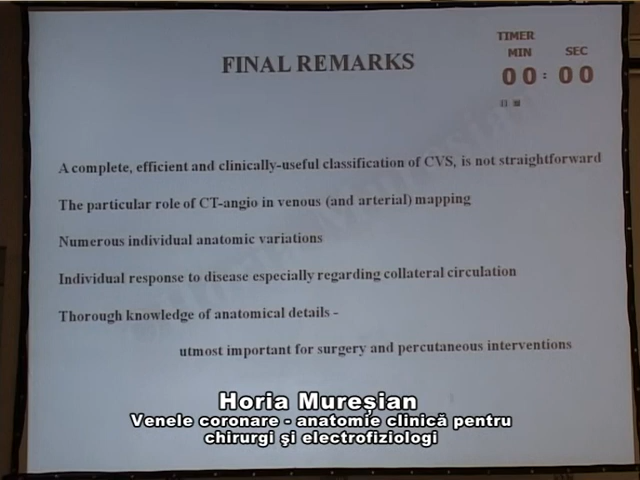 FINAL REMARKS
TIMER
MIN SEC
00:00
A complete, efficient and clinically-useful classification of CVS, is not straightforward
The particular role of CT-angio in venous (and arterial) mapping
Numerous individual anatomic variations
Individual response to disease especially regarding collateral circulation
Thorough knowledge of anatomical details -
utmost important for surgery and percutaneous interventions
Horia Mureșian
Venele coronare - anatomie clinică pentru
chirurgi și electrofiziologi